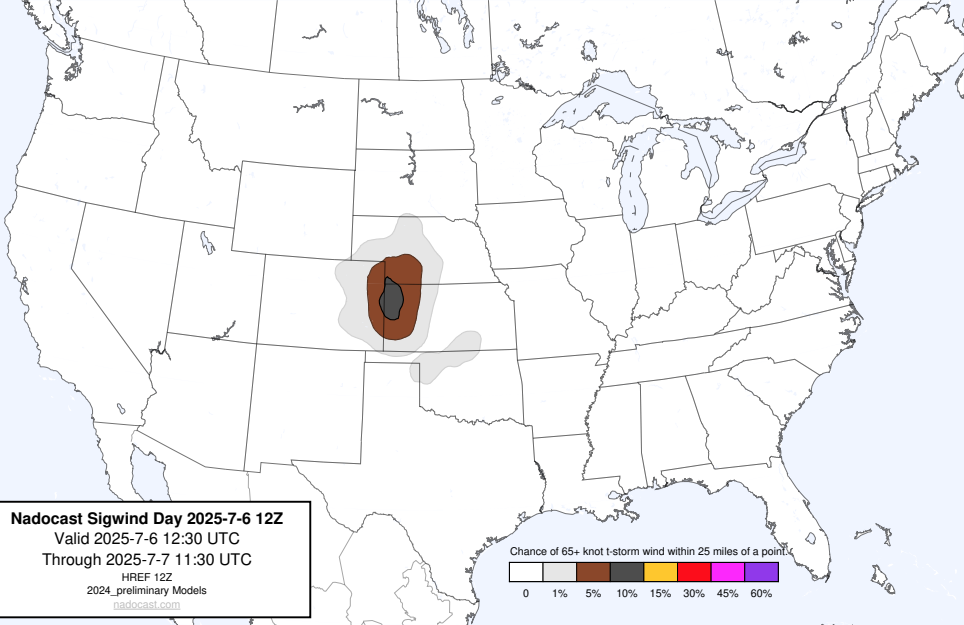 Nadocast Sigwind Day 2025-7-6 12Z
Valid 2025-7-6 12:30 UTC
Through 2025-7-7 11:30 UTC
HREF 12Z
2024_preliminary Models
nadocast.com
Chance of 65+ knot t-storm wind within 25 miles of a point.
0 1% 5% 10% 15% 30% 45% 60%